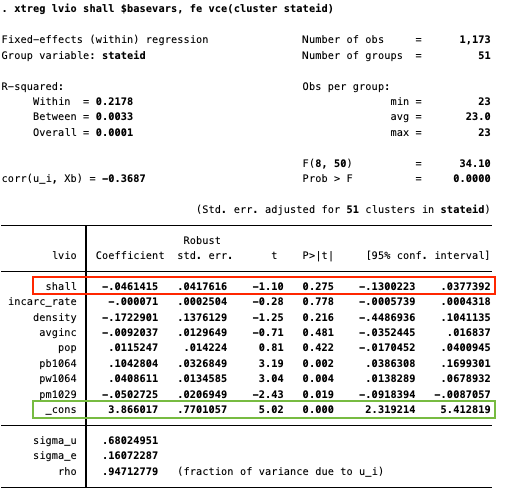 . xtreg lvio shall $basevars, fe vce(cluster stateid)
Fixed-effects (within) regression Number of obs = 1,173
Group variable: stateid Number of groups = 51
R-squared: Obs per group:
Within = 0.2178 min = 23
Between = 0.0033 avg = 23.0
Overall = 0.0001 max = 23
F(8, 50) = 34.10
corr(u_i, Xb) = -0.3687 Prob > F = 0.0000
(Std. err. adjusted for 51 clusters in stateid)
Robust
lvio Coefficient std. err. t P>|t| [95% conf. interval]
shall -.0461415 .0417616 -1.10 0.275 -.1300223 .0377392
incarc_rate -.000071 .0002504 -0.28 0.778 -.0005739 .0004318
density -.1722901 .1376129 -1.25 0.216 -.4486936 .1041135
avginc -.0092037 .0129649 -0.71 0.481 -.0352445 .016837
pop .0115247 .014224 0.81 0.422 -.0170452 .0400945
pb1064 .1042804 .0326849 3.19 0.002 .0386308 .1699301
pw1064 .0408611 .0134585 3.04 0.004 .0138289 .0678932
pm1029 -.0502725 .0206949 -2.43 0.019 -.0918394 -.0087057
_cons 3.866017 .7701057 5.02 0.000 2.319214 5.412819
sigma_u .68024951
sigma_e .16072287
rho .94712779 (fraction of variance due to u_i)